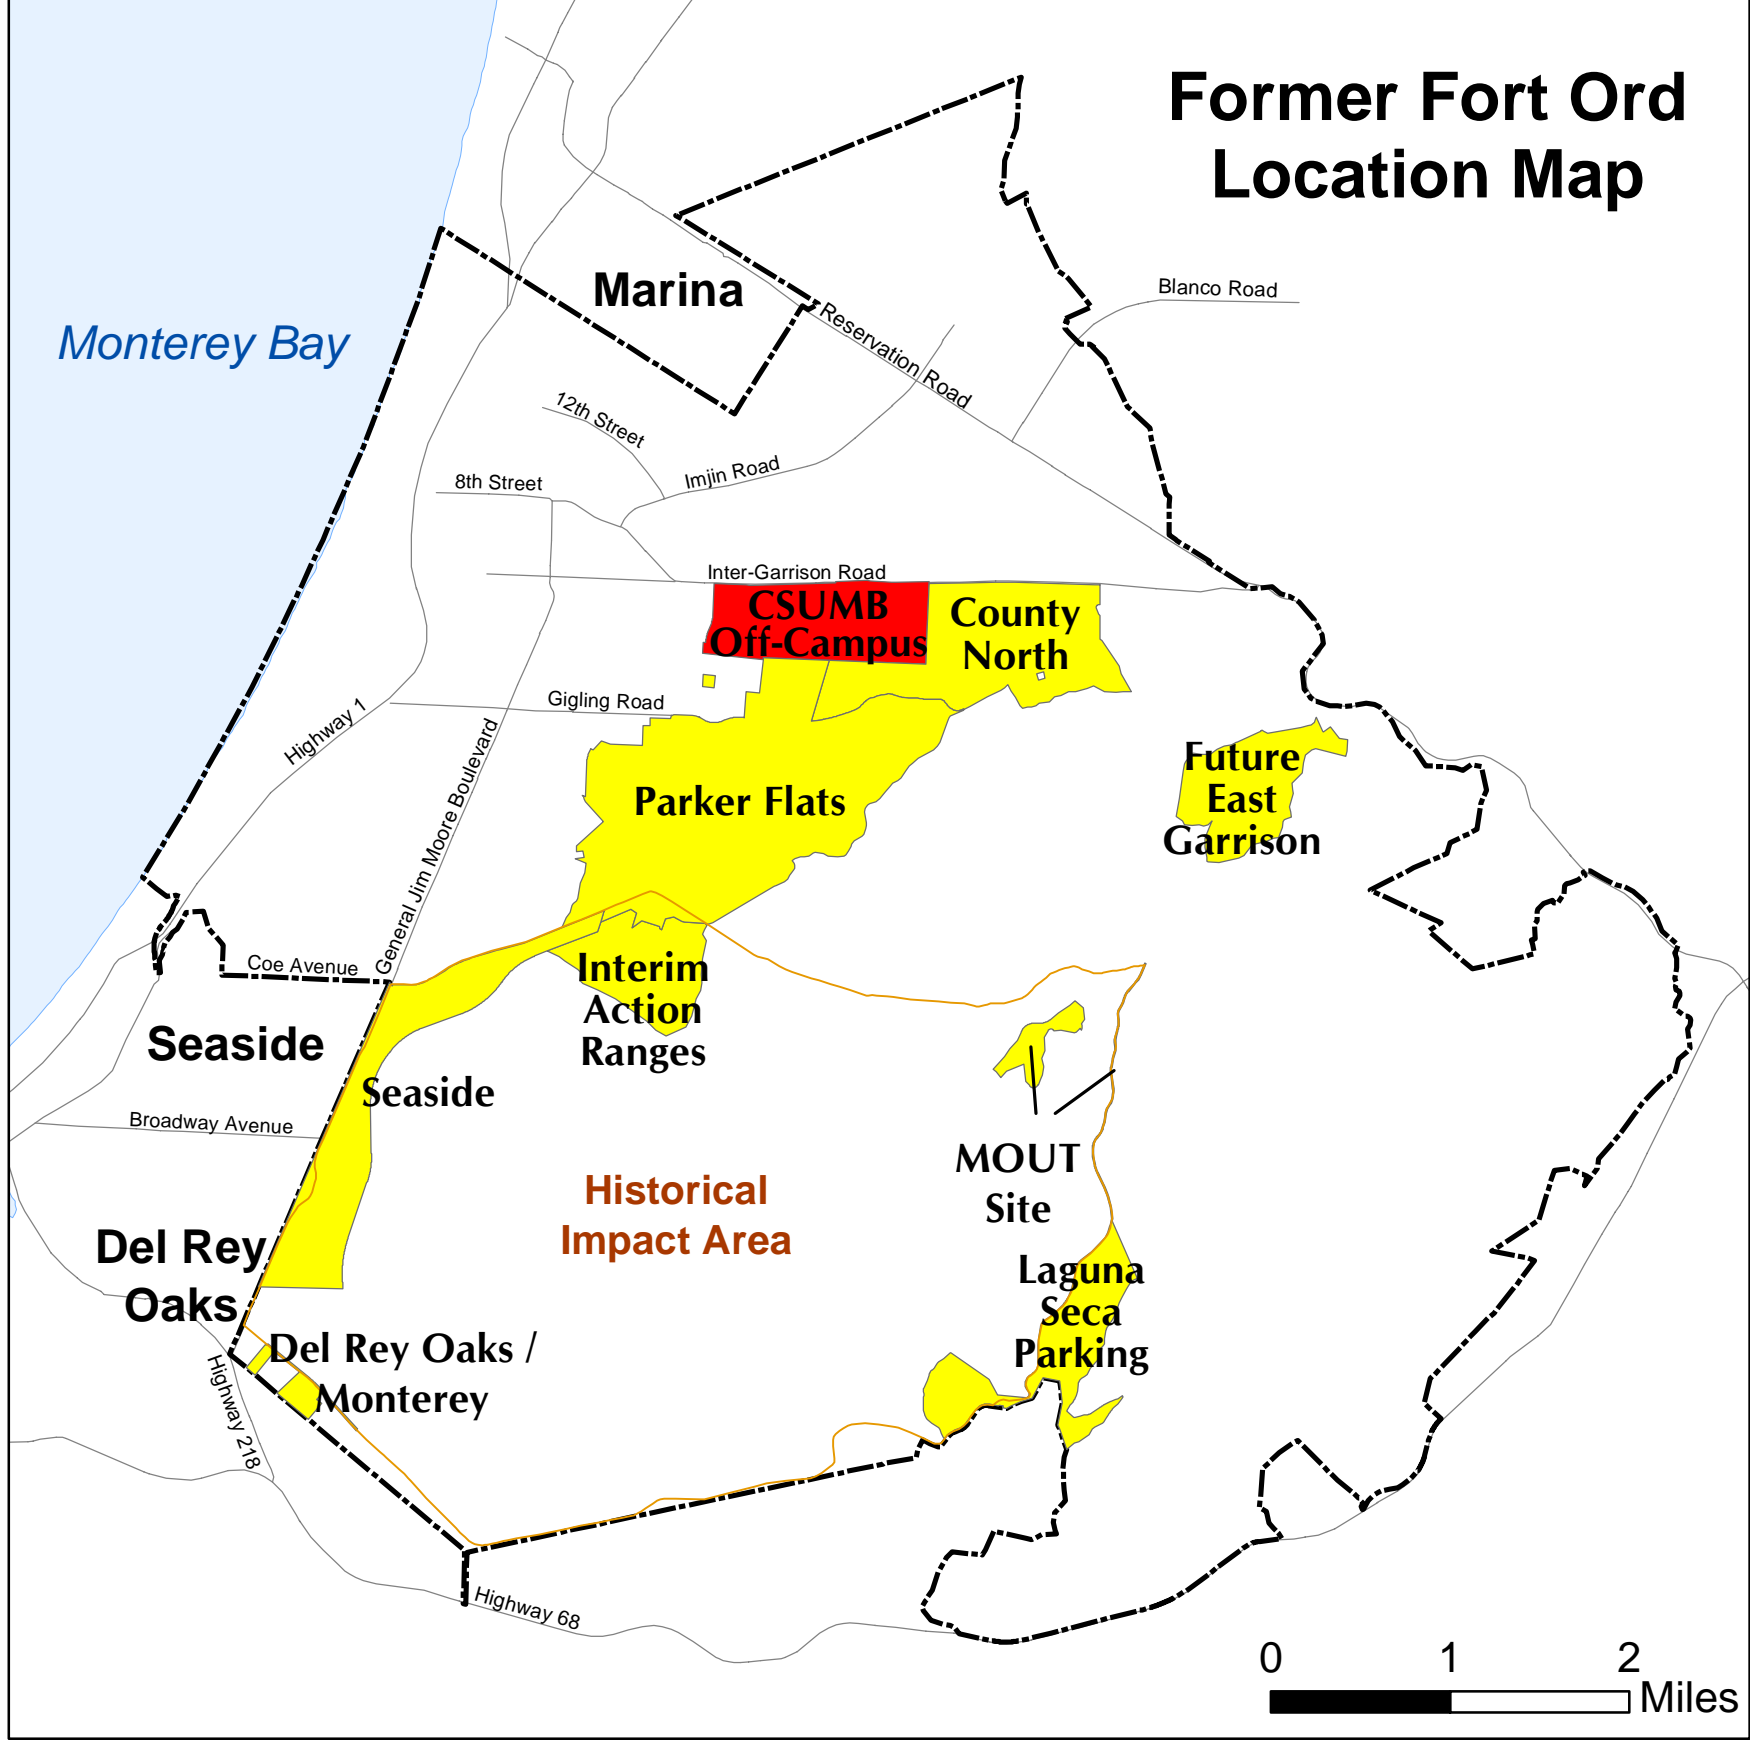 Former Fort Ord
Location Map
Marina
Blanco Road
Monterey Bay
Reservation Road
12th Street
Imjin Road
8th Street
Inter-Garrison Road
CSUMB
Off-Campus
County
North
Gigling Road
Highway 1
General Jim Moore Boulevard
Parker Flats
Future
East
Garrison
Coe Avenue
Interim
Action
Ranges
Seaside
Seaside
Broadway Avenue
MOUT
Site
Historical
Impact Area
Del Rey
Oaks
Laguna
Seca
Parking
Del Rey Oaks /
Monterey
Highway 218
Highway 68
0 1 2
Miles